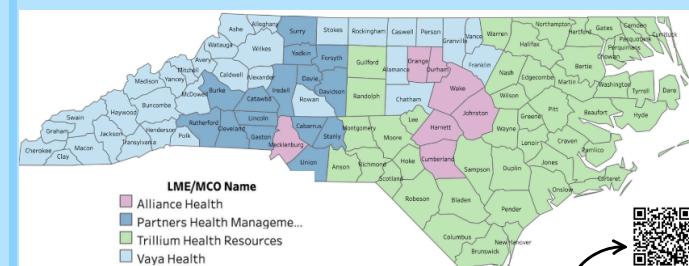 Alleghany
Ashe
Surry
Stokes
Rockingham
Caswell
Person
Granville
Vance
Warren
Northampton
Hertford
Gates
Camden
Currituck
Pasquotank
Perquimans
Chowan
Watauga
Wilkes
Yadkin
Forsyth
Guilford
Alamance
Orange
Durham
Franklin
Halifax
Bertie
Avery
Mitchell
Yancey
Caldwell
Alexander
Iredell
Davie
Davidson
Randolph
Chatham
Wake
Nash
Edgecombe
Martin
Washington
Tyrrell
Dare
Madison
McDowell
Burke
Catawba
Rowan
Johnston
Wilson
Greene
Pitt
Beaufort
Hyde
Swain
Haywood
Buncombe
Rutherford
Lincoln
Cabarrus
Stanly
Montgomery
Moore
Lee
Harnett
Wayne
Lenoir
Craven
Pamlico
Graham
Jackson
Henderson
Transylvania
Polk
Cleveland
Gaston
Mecklenburg
Cherokee
Clay
Macon
Union
Anson
Richmond
Scotland
Hoke
Cumberland
Sampson
Duplin
Jones
Carteret
Onslow
Robeson
Bladen
Pender
Columbus
Brunswick
New Hanover
LME/MCO Name
Alliance Health
Partners Health Manageme...
Trillium Health Resources
Vaya Health